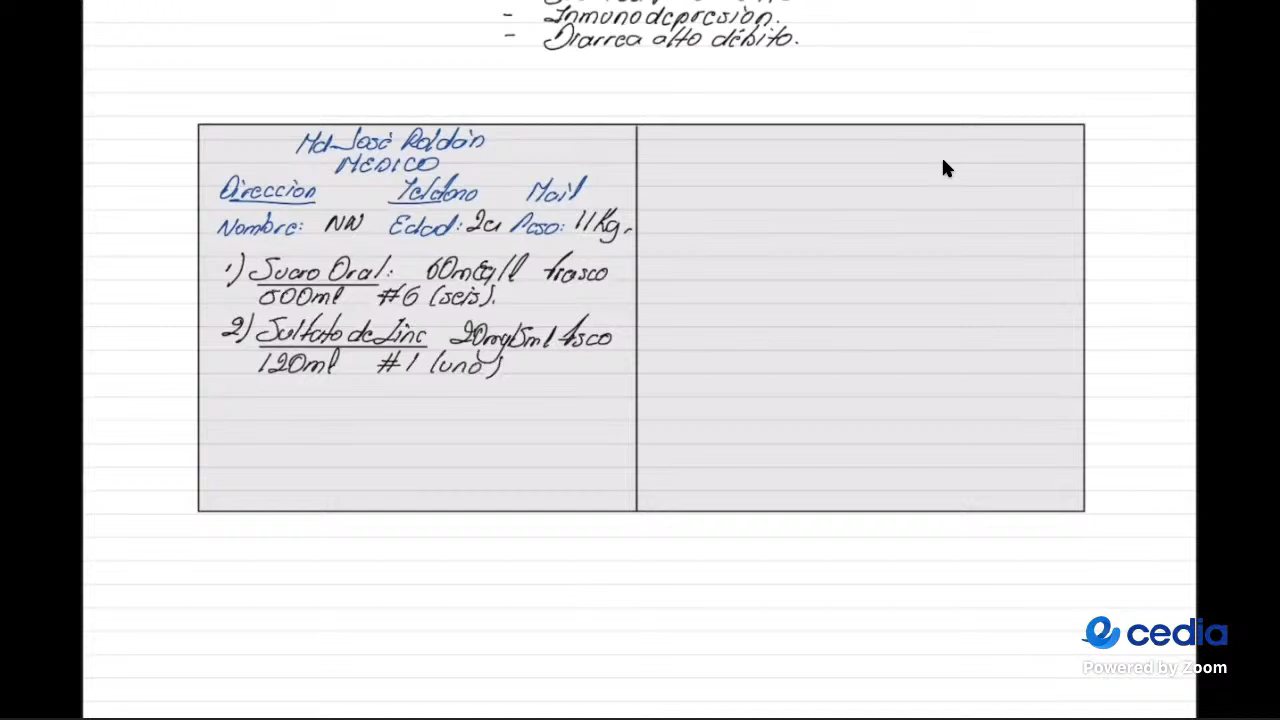 - Inmunodepresión.
- Diarrea alto débito.
Md José Roldán
MEDICO
Dirección Teléfono Mail
Nombre: NN Edad: 2a Peso: 11Kg.
1) Suero Oral: 60mEq/l frasco
500ml #6 (seis).
2) Sulfato de Zinc 20mg/5ml fsco
120ml #1 (uno)
cedia
Powered by Zoom